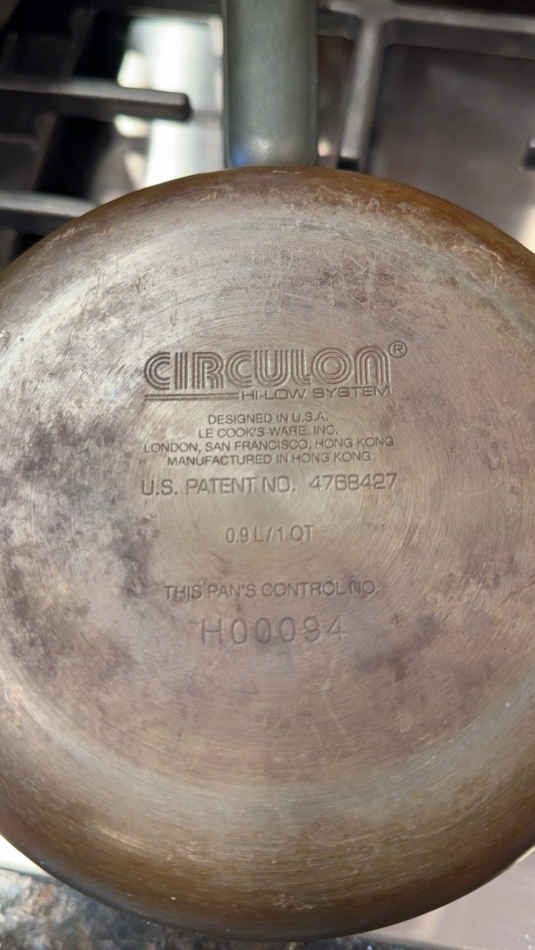 CIRCULON®
HI-LOW SYSTEM
DESIGNED IN U.S.A.
LE COOK'S-WARE, INC.
LONDON, SAN FRANCISCO, HONG KONG
MANUFACTURED IN HONG KONG.
U.S. PATENT NO. 4768427
0.9 L/1 QT
THIS PAN'S CONTROL NO.
H00094